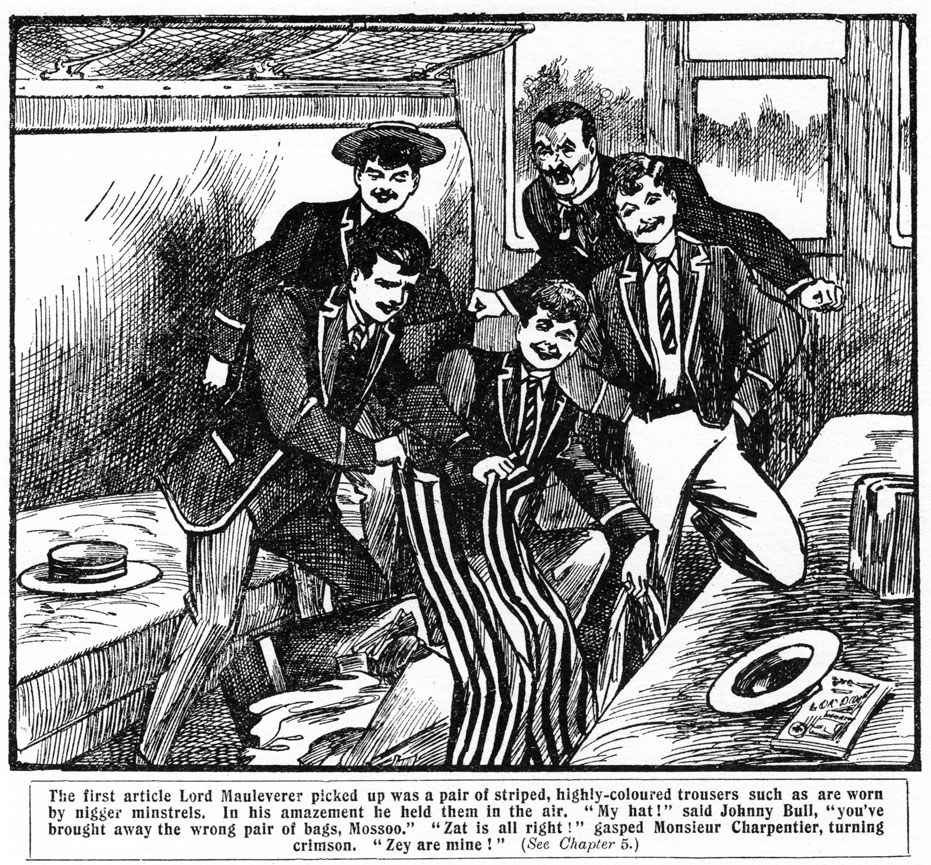 LONDON
The first article Lord Mauleverer picked up was a pair of striped, highly-coloured trousers such as are worn
by nigger minstrels. In his amazement he held them in the air. "My hat!" said Johnny Bull, "you've
brought away the wrong pair of bags, Mossoo." "Zat is all right!" gasped Monsieur Charpentier, turning
crimson. "Zey are mine!" (See Chapter 5.)